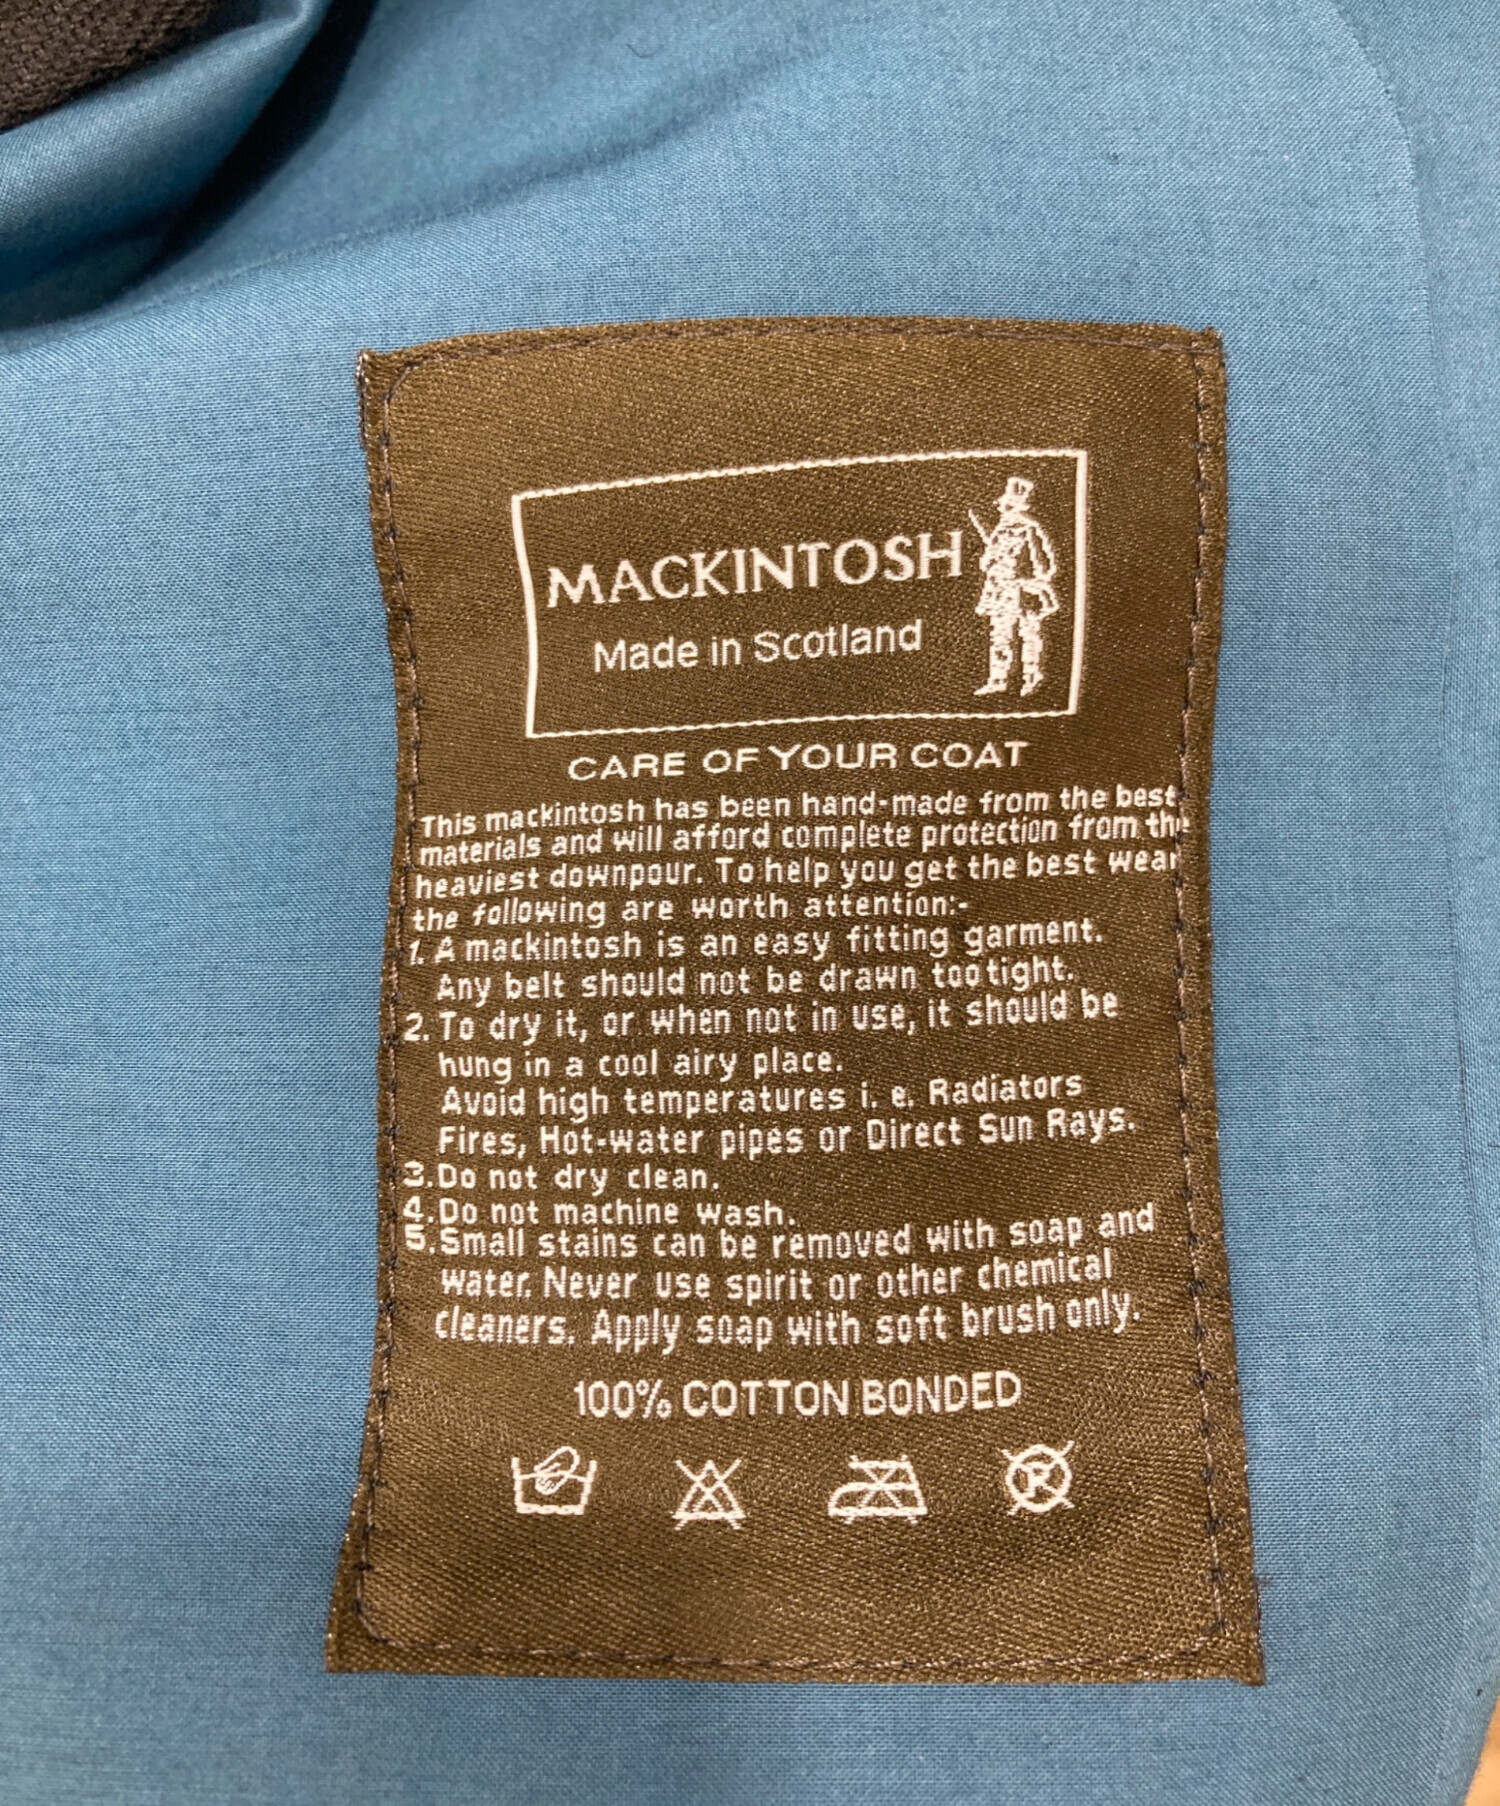 MACKINTOSH
Made in Scotland
CARE OF YOUR COAT
This mackintosh has been hand-made from the best
materials and will afford complete protection from the
heaviest downpour. To help you get the best wear
the following are worth attention:-
1. A mackintosh is an easy fitting garment.
Any belt should not be drawn too tight.
2. To dry it, or when not in use, it should be
hung in a cool airy place.
Avoid high temperatures i. e. Radiators
Fires, Hot-water pipes or Direct Sun Rays.
3. Do not dry clean.
4. Do not machine wash.
5. Small stains can be removed with soap and
water. Never use spirit or other chemical
cleaners. Apply soap with soft brush only.
100% COTTON BONDED
R